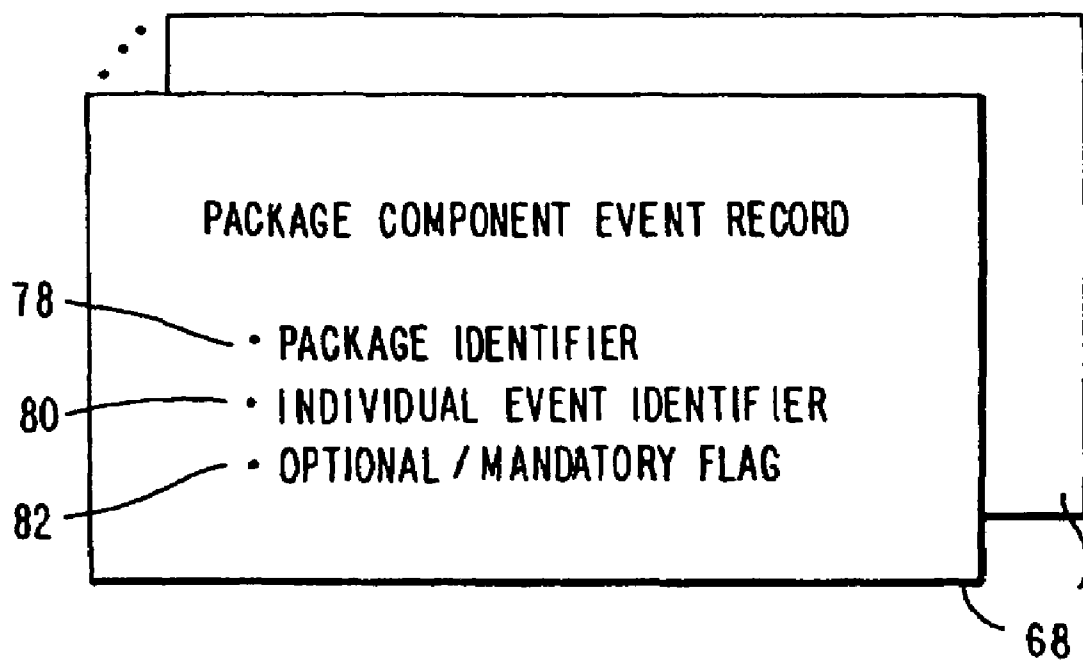 PACKAGE COMPONENT EVENT RECORD
78
• PACKAGE IDENTIFIER
80
• INDIVIDUAL EVENT IDENTIFIER
82
• OPTIONAL / MANDATORY FLAG
68